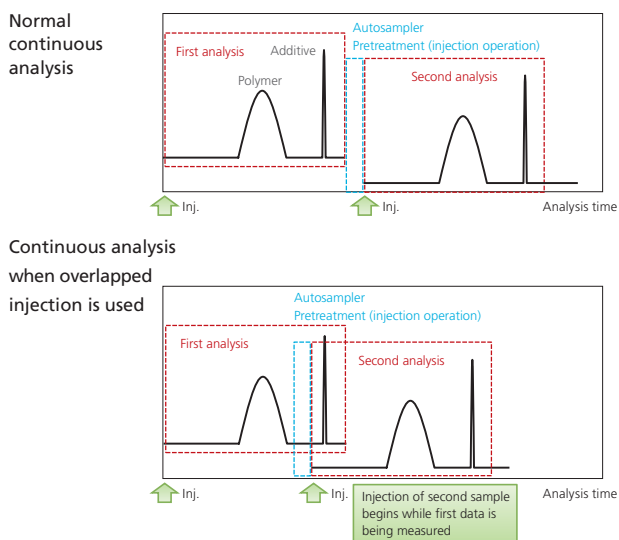 Normal
continuous
analysis
Autosampler
Pretreatment (injection operation)
First analysis
Additive
Polymer
Second analysis
Inj.
Inj.
Analysis time
Continuous analysis
when overlapped
injection is used
Autosampler
Pretreatment (injection operation)
First analysis
Second analysis
Inj.
Inj.
Injection of second sample
begins while first data is
being measured
Analysis time